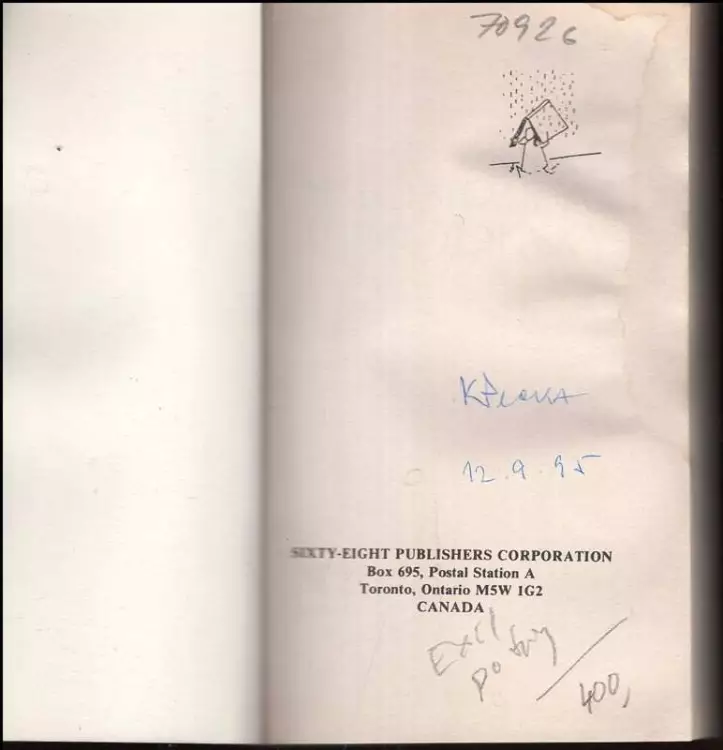 70926
12.9.95
SIXTY-EIGHT PUBLISHERS CORPORATION
Box 695, Postal Station A
Toronto, Ontario M5W 1G2
CANADA
Exil
400,